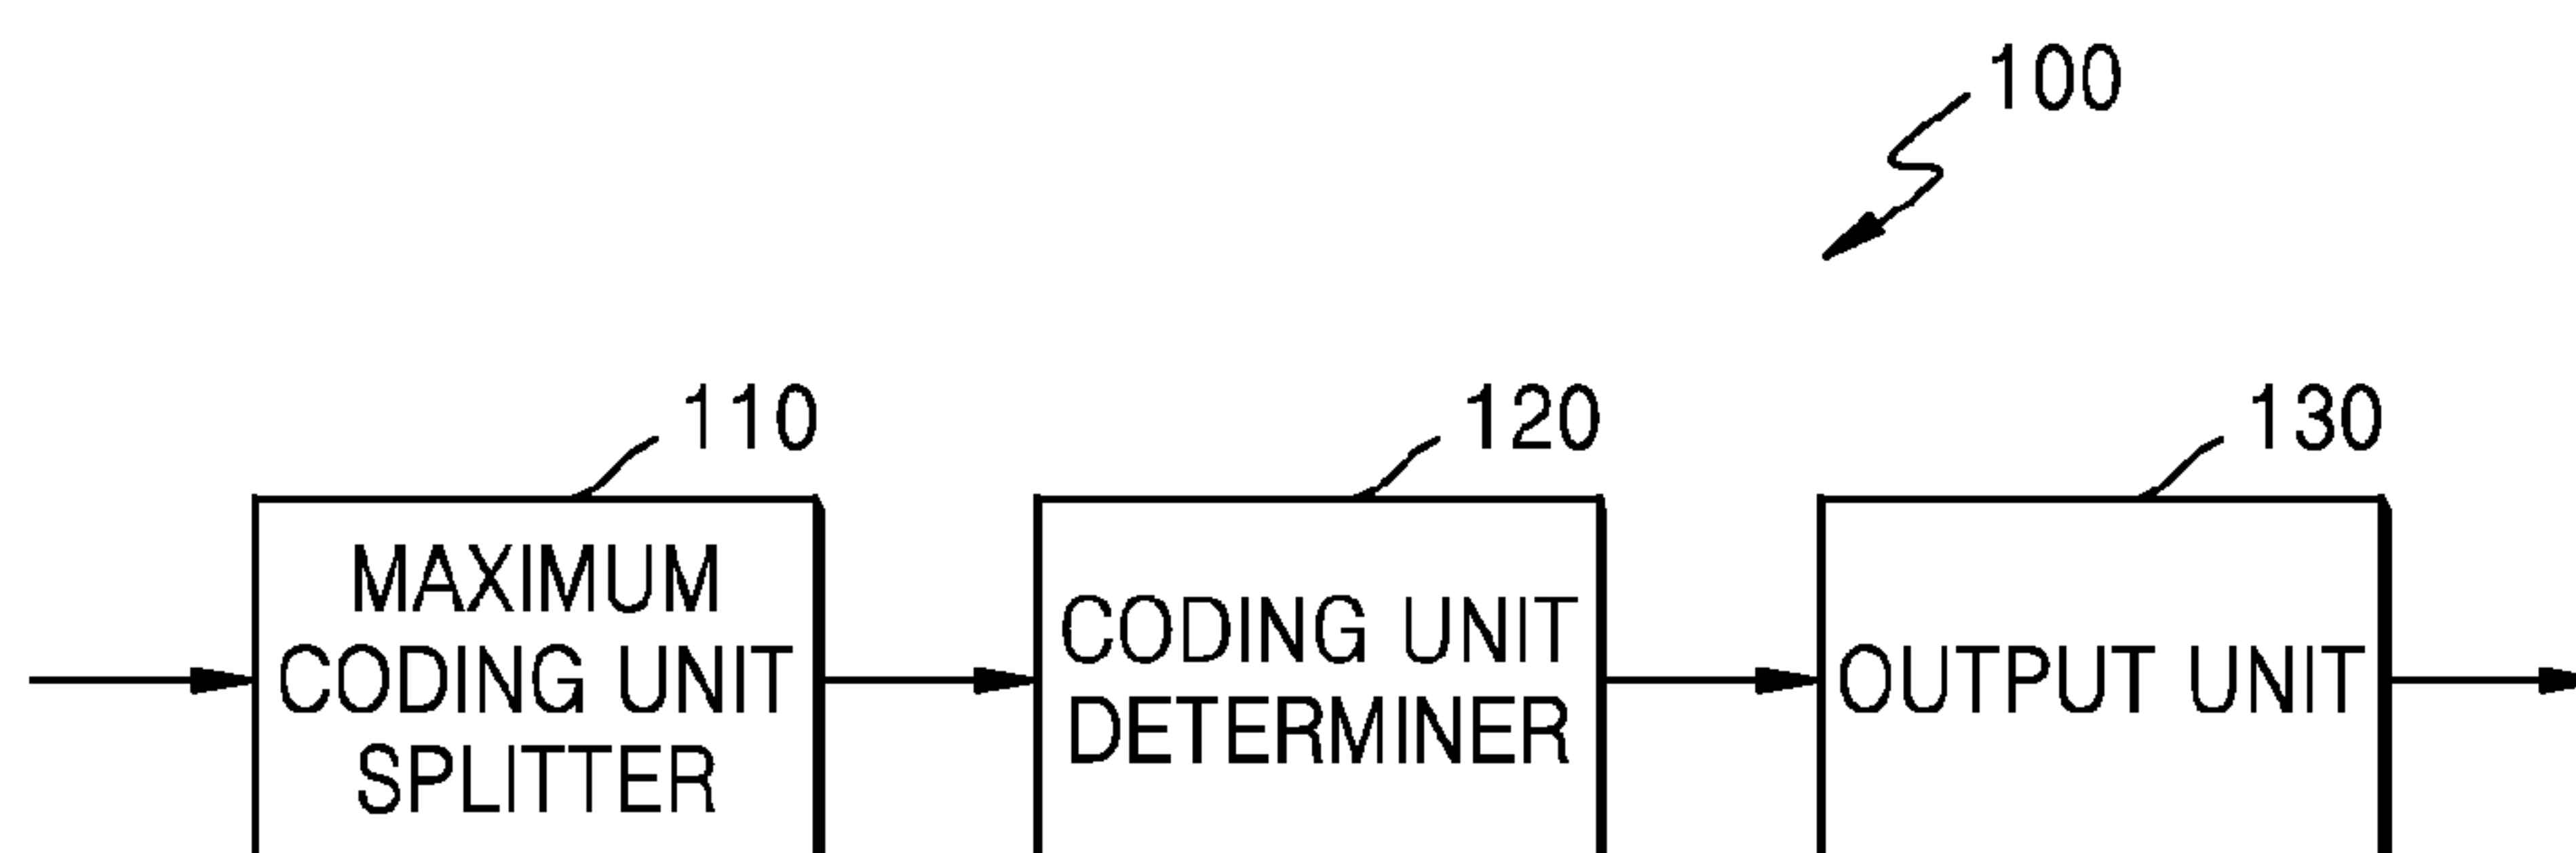 100
110
120
130
MAXIMUM
CODING UNIT
SPLITTER
CODING UNIT
DETERMINER
OUTPUT UNIT